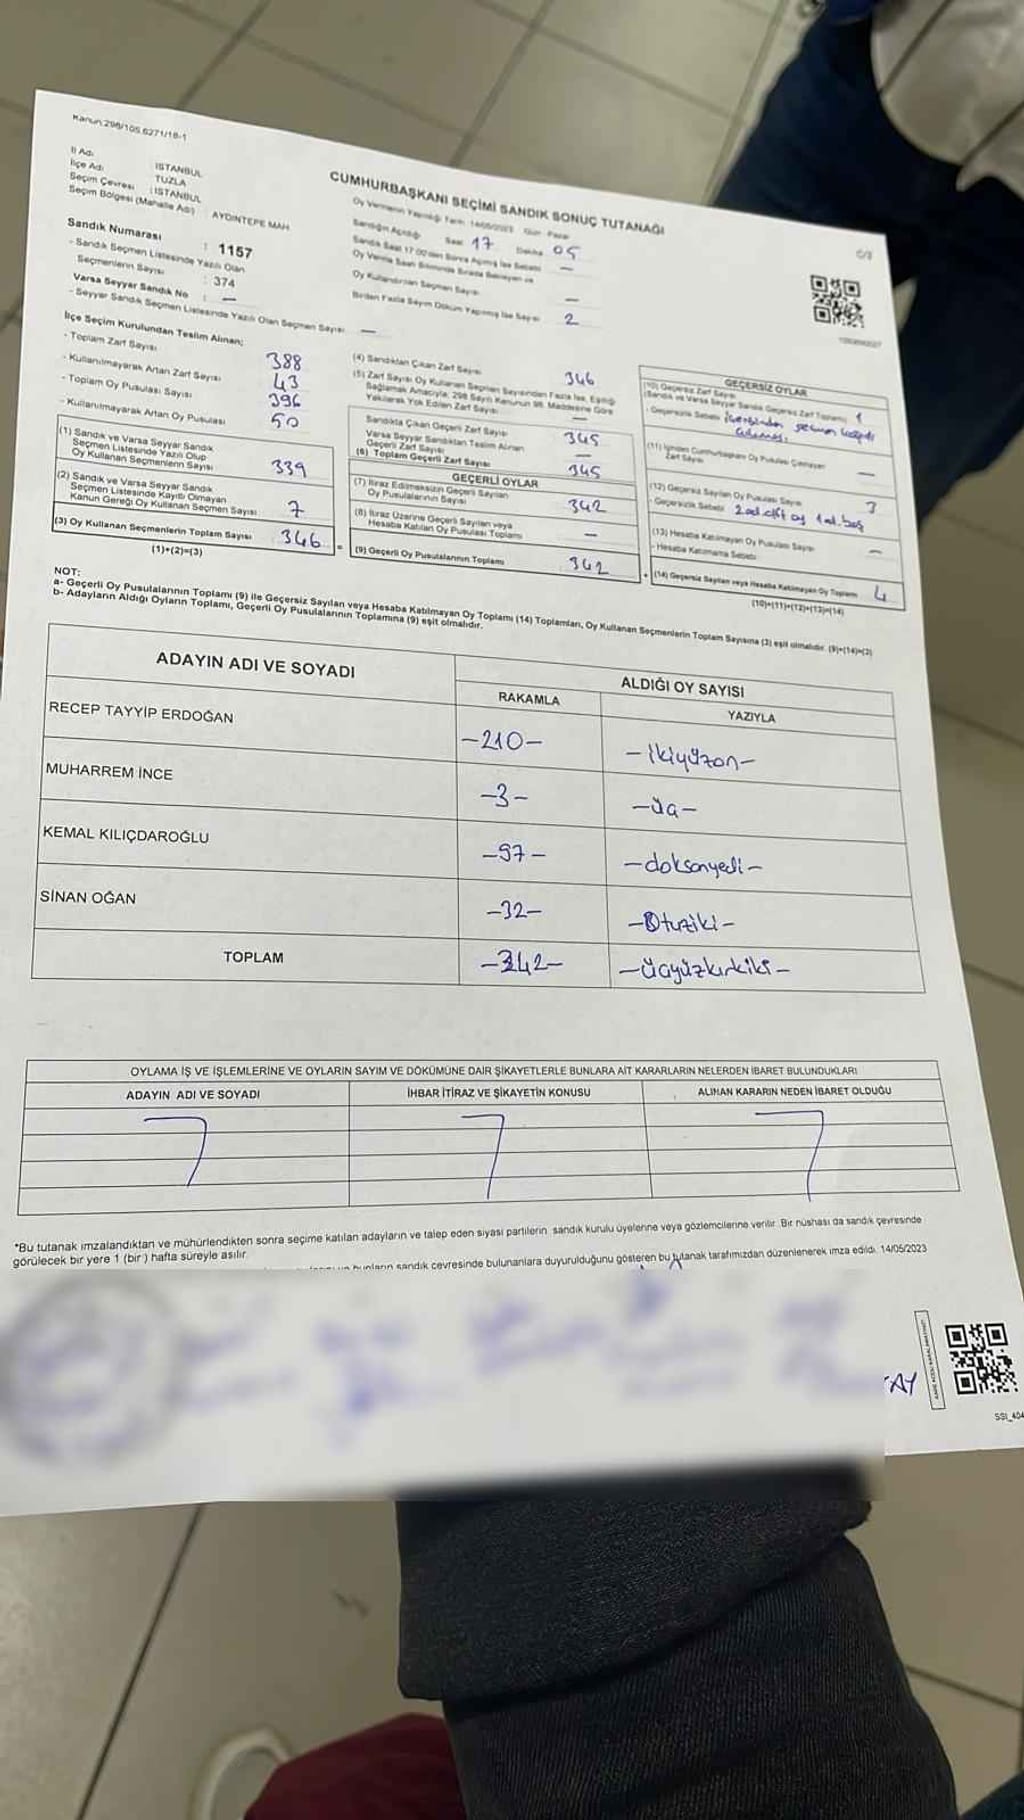 Kanun:298/105,6271/18-1
İl Adı : İSTANBUL
İlçe Adı TUZLA
Seçim Çevresi : İSTANBUL
Seçim Bölgesi (Mahalle Adı) : AYDINTEPE MAH
Sandık Numarası : 1157
- Sandık Seçmen Listesinde Yazılı Olan
Seçmenlerin Sayısı : 374
Varsa Seyyar Sandık No : —
- Seyyar Sandık Seçmen Listesinde Yazılı Olan Seçmen Sayısı —
CUMHURBAŞKANI SEÇİMİ SANDIK SONUÇ TUTANAĞI
Oy Vermenin Yapıldığı Tarih: 14/05/2023 Gün: Pazar
Sandığın Açıldığı Saat 17 Dakika 05
Sandık Saat 17:00'den Sonra Açılmış İse Sebebi —
Oy Verme Saati Bitiminde Sırada Bekleyen ve
Oy Kullandırılan Seçmen Sayısı —
Birden Fazla Sayım Döküm Yapılmış İse Sayısı 2
İlçe Seçim Kurulundan Teslim Alınan;
- Toplam Zarf Sayısı 388
- Kullanılmayarak Artan Zarf Sayısı 43
- Toplam Oy Pusulası Sayısı 396
- Kullanılmayarak Artan Oy Pusulası 50
(1) Sandık ve Varsa Seyyar Sandık
Seçmen Listesinde Yazılı Olup
Oy Kullanan Seçmenlerin Sayısı 339
(2) Sandık ve Varsa Seyyar Sandık
Seçmen Listesinde Kayıtlı Olmayan
Kanun Gereği Oy Kullanan Seçmen Sayısı 7
(3) Oy Kullanan Seçmenlerin Toplam Sayısı 346
(1)+(2)=(3)
(4) Sandıktan Çıkan Zarf Sayısı 346
(5) Zarf Sayısı Oy Kullanan Seçmen Sayısından Fazla İse, Eşitliği
Sağlamak Amacıyla, 298 Sayılı Kanunun 98. Maddesine Göre
Yakılarak Yok Edilen Zarf Sayısı —
Sandıkta Çıkan Geçerli Zarf Sayısı 345
Varsa Seyyar Sandıktan Teslim Alınan
Geçerli Zarf Sayısı —
(6) Toplam Geçerli Zarf Sayısı 345
GEÇERLİ OYLAR
(7) İtiraz Edilmeksizin Geçerli Sayılan
Oy Pusulalarının Sayısı 342
(8) İtiraz Üzerine Geçerli Sayılan veya
Hesaba Katılan Oy Pusulası Toplamı —
= (9) Geçerli Oy Pusulalarının Toplamı 342
GEÇERSİZ OYLAR
(10) Geçersiz Zarf Sayısı
(Sandık ve Varsa Seyyar Sandık Geçersiz Zarf Toplamı) 1
- Geçersizlik Sebebi
(11) İçinden Cumhurbaşkanı Oy Pusulası Çıkmayan
Zarf Sayısı —
(12) Geçersiz Sayılan Oy Pusulası Sayısı 3
- Geçersizlik Sebebi 2 ad. çift oy 1 ad. boş
(13) Hesaba Katılmayan Oy Pusulası Sayısı —
- Hesaba Katılmama Sebebi
+ (14) Geçersiz Sayılan veya Hesaba Katılmayan Oy Toplamı 4
(10)+(11)+(12)+(13)=(14)
NOT:
a- Geçerli Oy Pusulalarının Toplamı (9) ile Geçersiz Sayılan veya Hesaba Katılmayan Oy Toplamı (14) Toplamları, Oy Kullanan Seçmenlerin Toplam Sayısına (3) eşit olmalıdır. (9)+(14)=(3)
b- Adayların Aldığı Oyların Toplamı, Geçerli Oy Pusulalarının Toplamına (9) eşit olmalıdır.
ADAYIN ADI VE SOYADI ALDIĞI OY SAYISI
RAKAMLA YAZIYLA
RECEP TAYYİP ERDOĞAN -210- -ikiyüzon-
MUHARREM İNCE -3- -üç-
KEMAL KILIÇDAROĞLU -97- -doksanyedi-
SİNAN OĞAN -32- -Otuziki-
TOPLAM -342- -üçyüzkırkiki-
OYLAMA İŞ VE İŞLEMLERİNE VE OYLARIN SAYIM VE DÖKÜMÜNE DAİR ŞİKAYETLERLE BUNLARA AİT KARARLARIN NELERDEN İBARET BULUNDUKLARI
ADAYIN ADI VE SOYADI İHBAR İTİRAZ VE ŞİKAYETİN KONUSU ALINAN KARARIN NEDEN İBARET OLDUĞU
*Bu tutanak imzalandıktan ve mühürlendikten sonra seçime katılan adayların ve talep eden siyasi partilerin sandık kurulu üyelerine veya gözlemcilerine verilir. Bir nüshası da sandık çevresinde
görülecek bir yere 1 (bir) hafta süreyle asılır.
sandık çevresinde bulunanlara duyurulduğunu gösteren bu tutanak tarafımızdan düzenlenerek imza edildi. 14/05/2023
AY
SSI_404